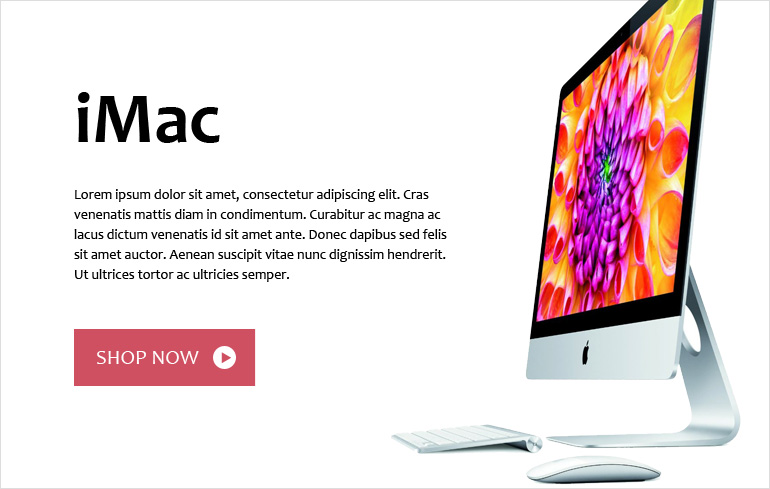 iMac
Lorem ipsum dolor sit amet, consectetur adipiscing elit. Cras
venenatis mattis diam in condimentum. Curabitur ac magna ac
lacus dictum venenatis id sit amet ante. Donec dapibus sed felis
sit amet auctor. Aenean suscipit vitae nunc dignissim hendrerit.
Ut ultrices tortor ac ultricies semper.
SHOP NOW